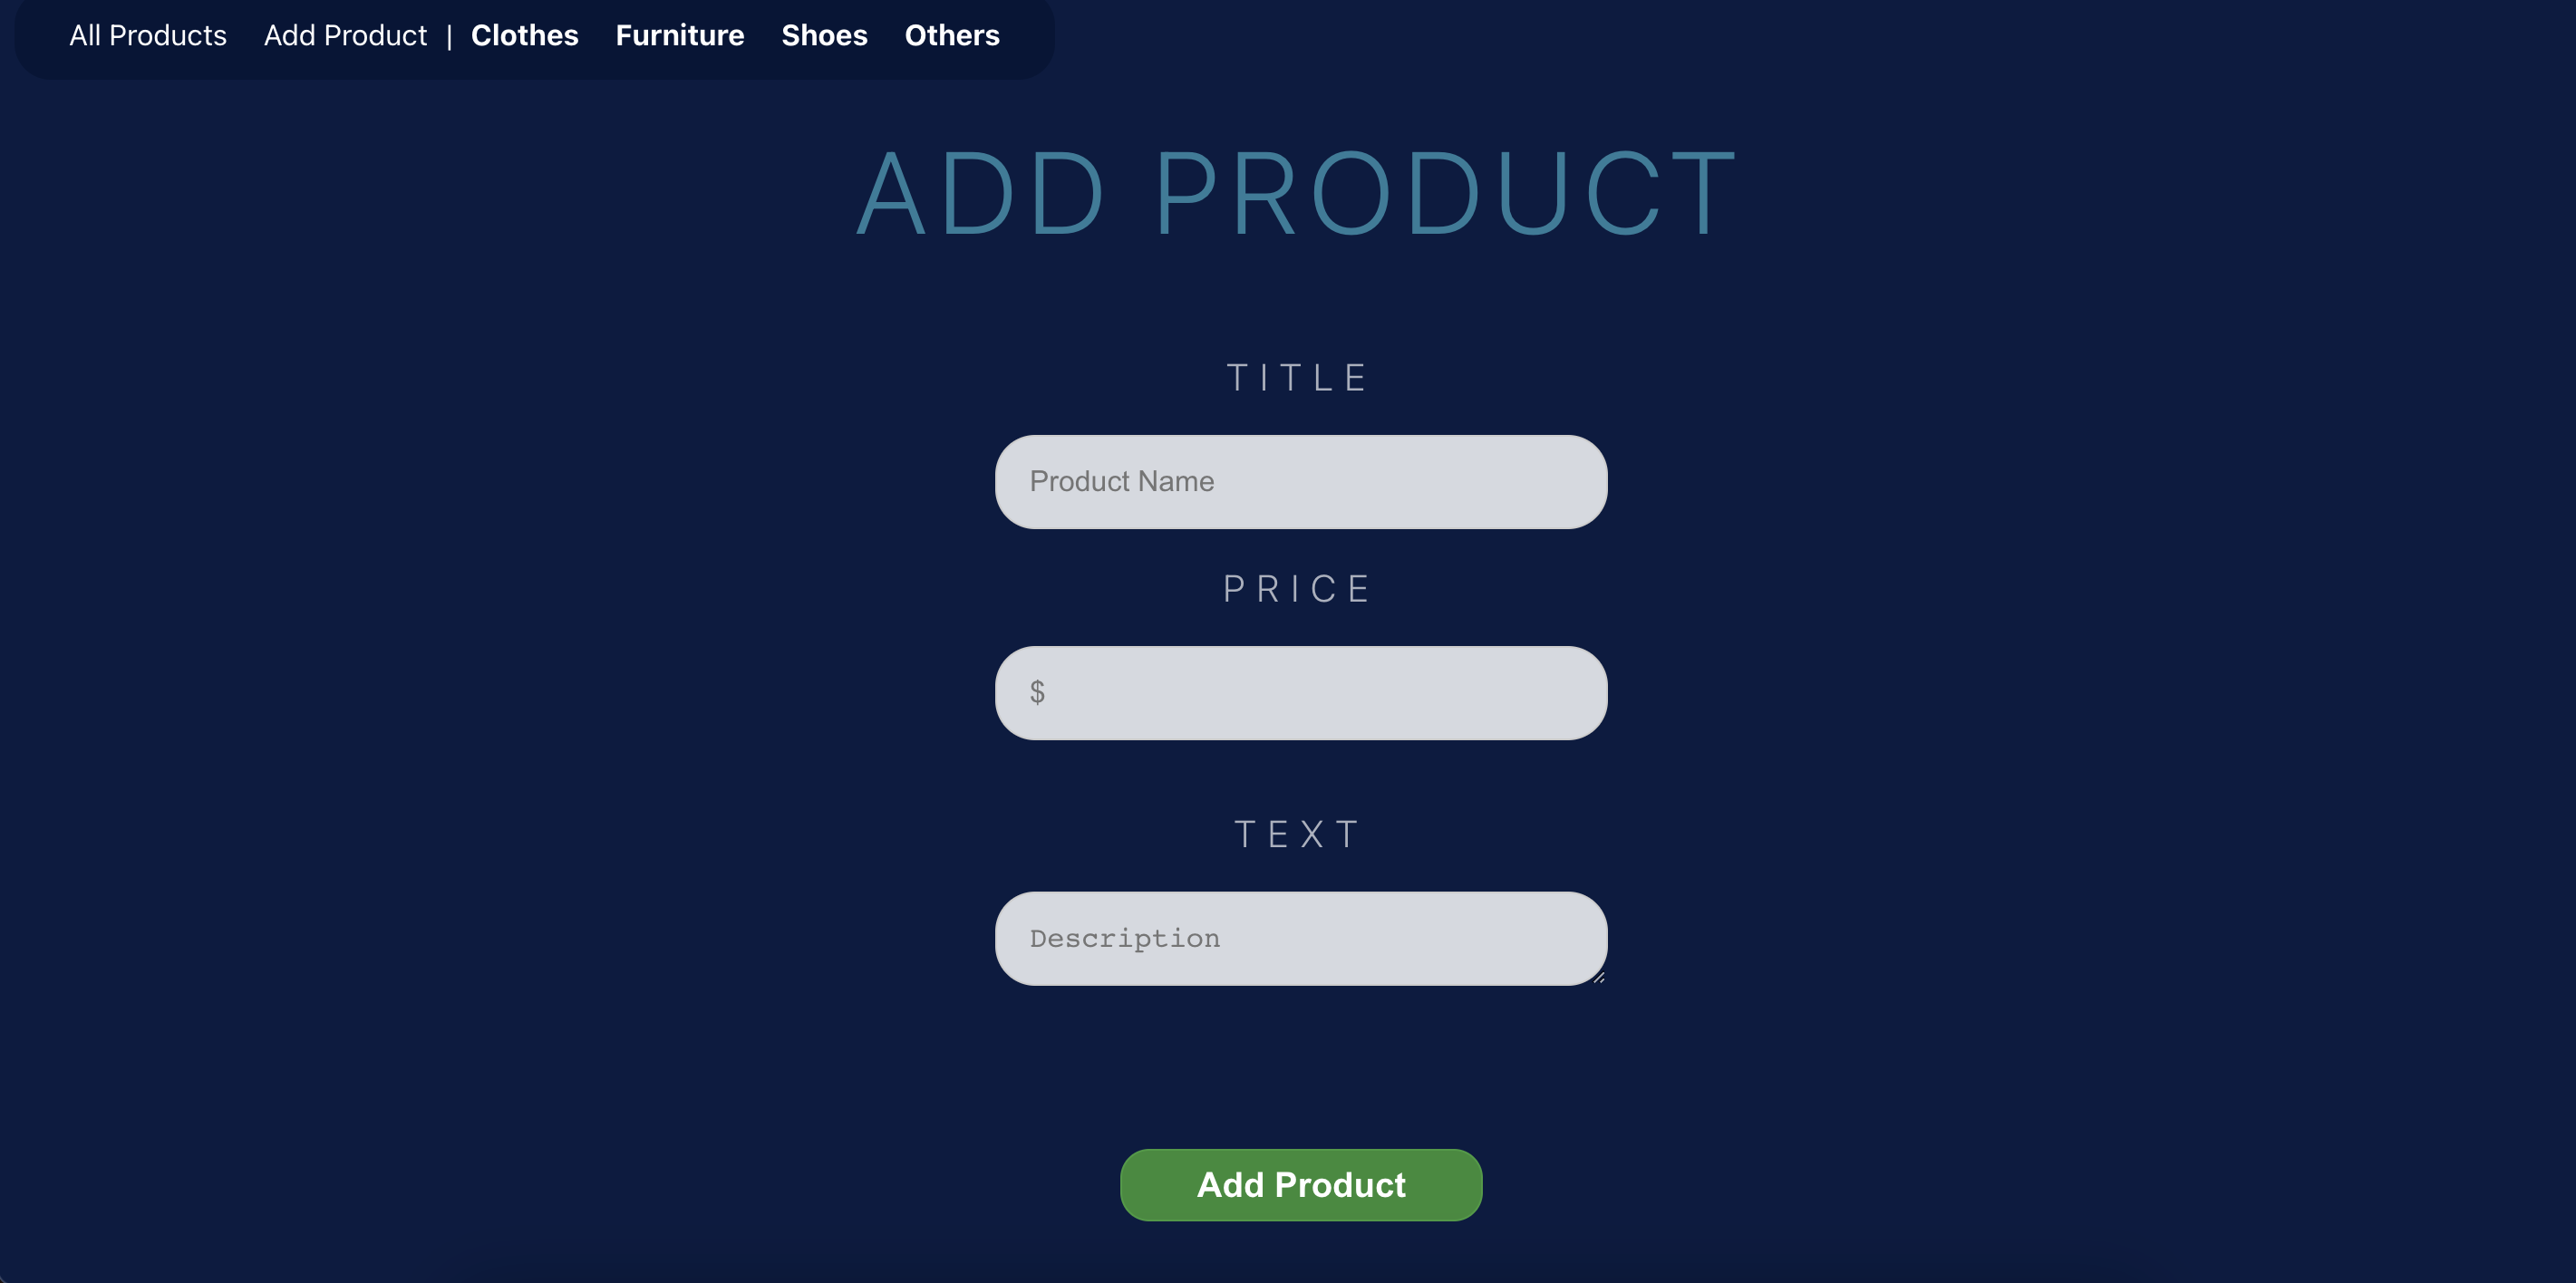 All Products Add Product | Clothes Furniture Shoes Others
ADD PRODUCT
TITLE
Product Name
PRICE
$
TEXT
Description
Add Product